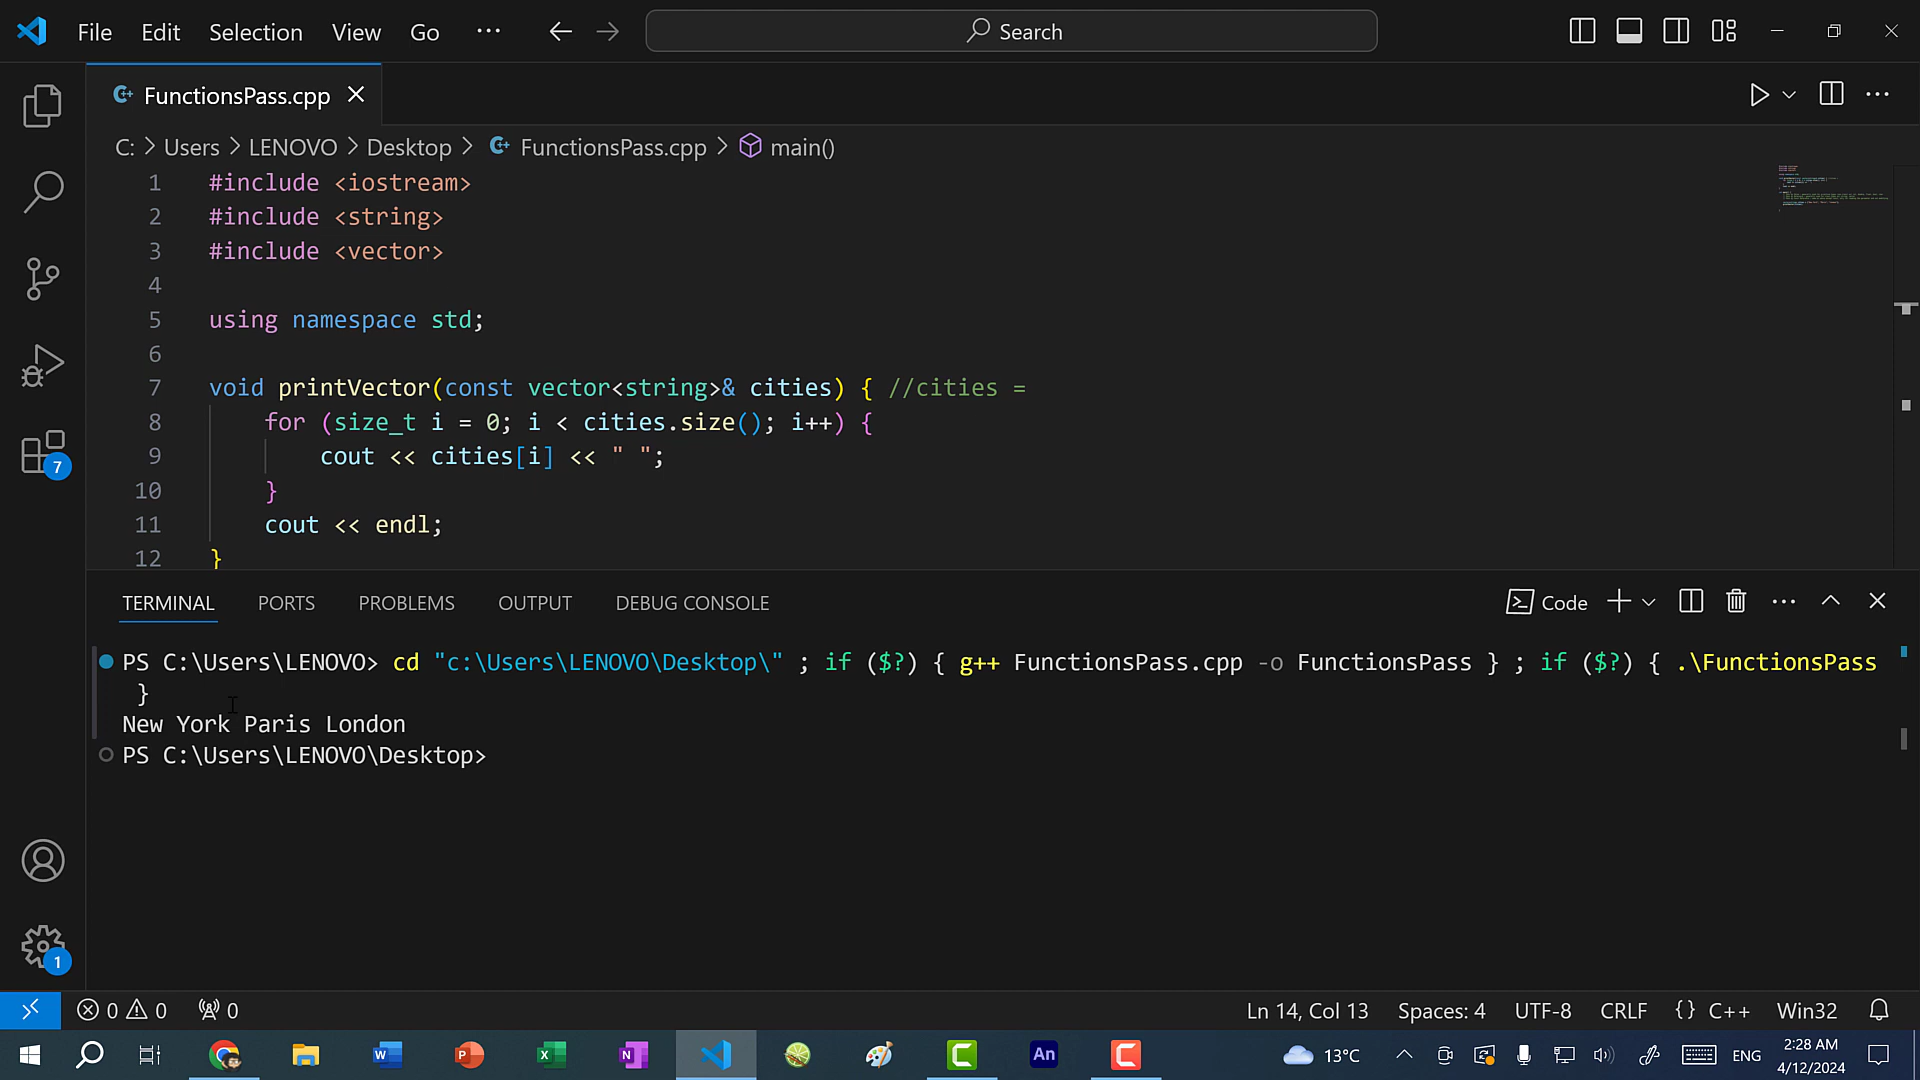 File Edit Selection View Go ··· Search
FunctionsPass.cpp
C: > Users > LENOVO > Desktop > FunctionsPass.cpp > main()
1 #include <iostream>
2 #include <string>
3 #include <vector>
4
5 using namespace std;
6
7 void printVector(const vector<string>& cities) { //cities =
8 for (size_t i = 0; i < cities.size(); i++) {
9 cout << cities[i] << " ";
10 }
11 cout << endl;
12 }
TERMINAL PORTS PROBLEMS OUTPUT DEBUG CONSOLE Code
PS C:\Users\LENOVO> cd "c:\Users\LENOVO\Desktop\" ; if ($?) { g++ FunctionsPass.cpp -o FunctionsPass } ; if ($?) { .\FunctionsPass
}
New York Paris London
PS C:\Users\LENOVO\Desktop>
7
1
0 0 0 Ln 14, Col 13 Spaces: 4 UTF-8 CRLF {} C++ Win32
13°C ENG 2:28 AM
4/12/2024
W P X N An